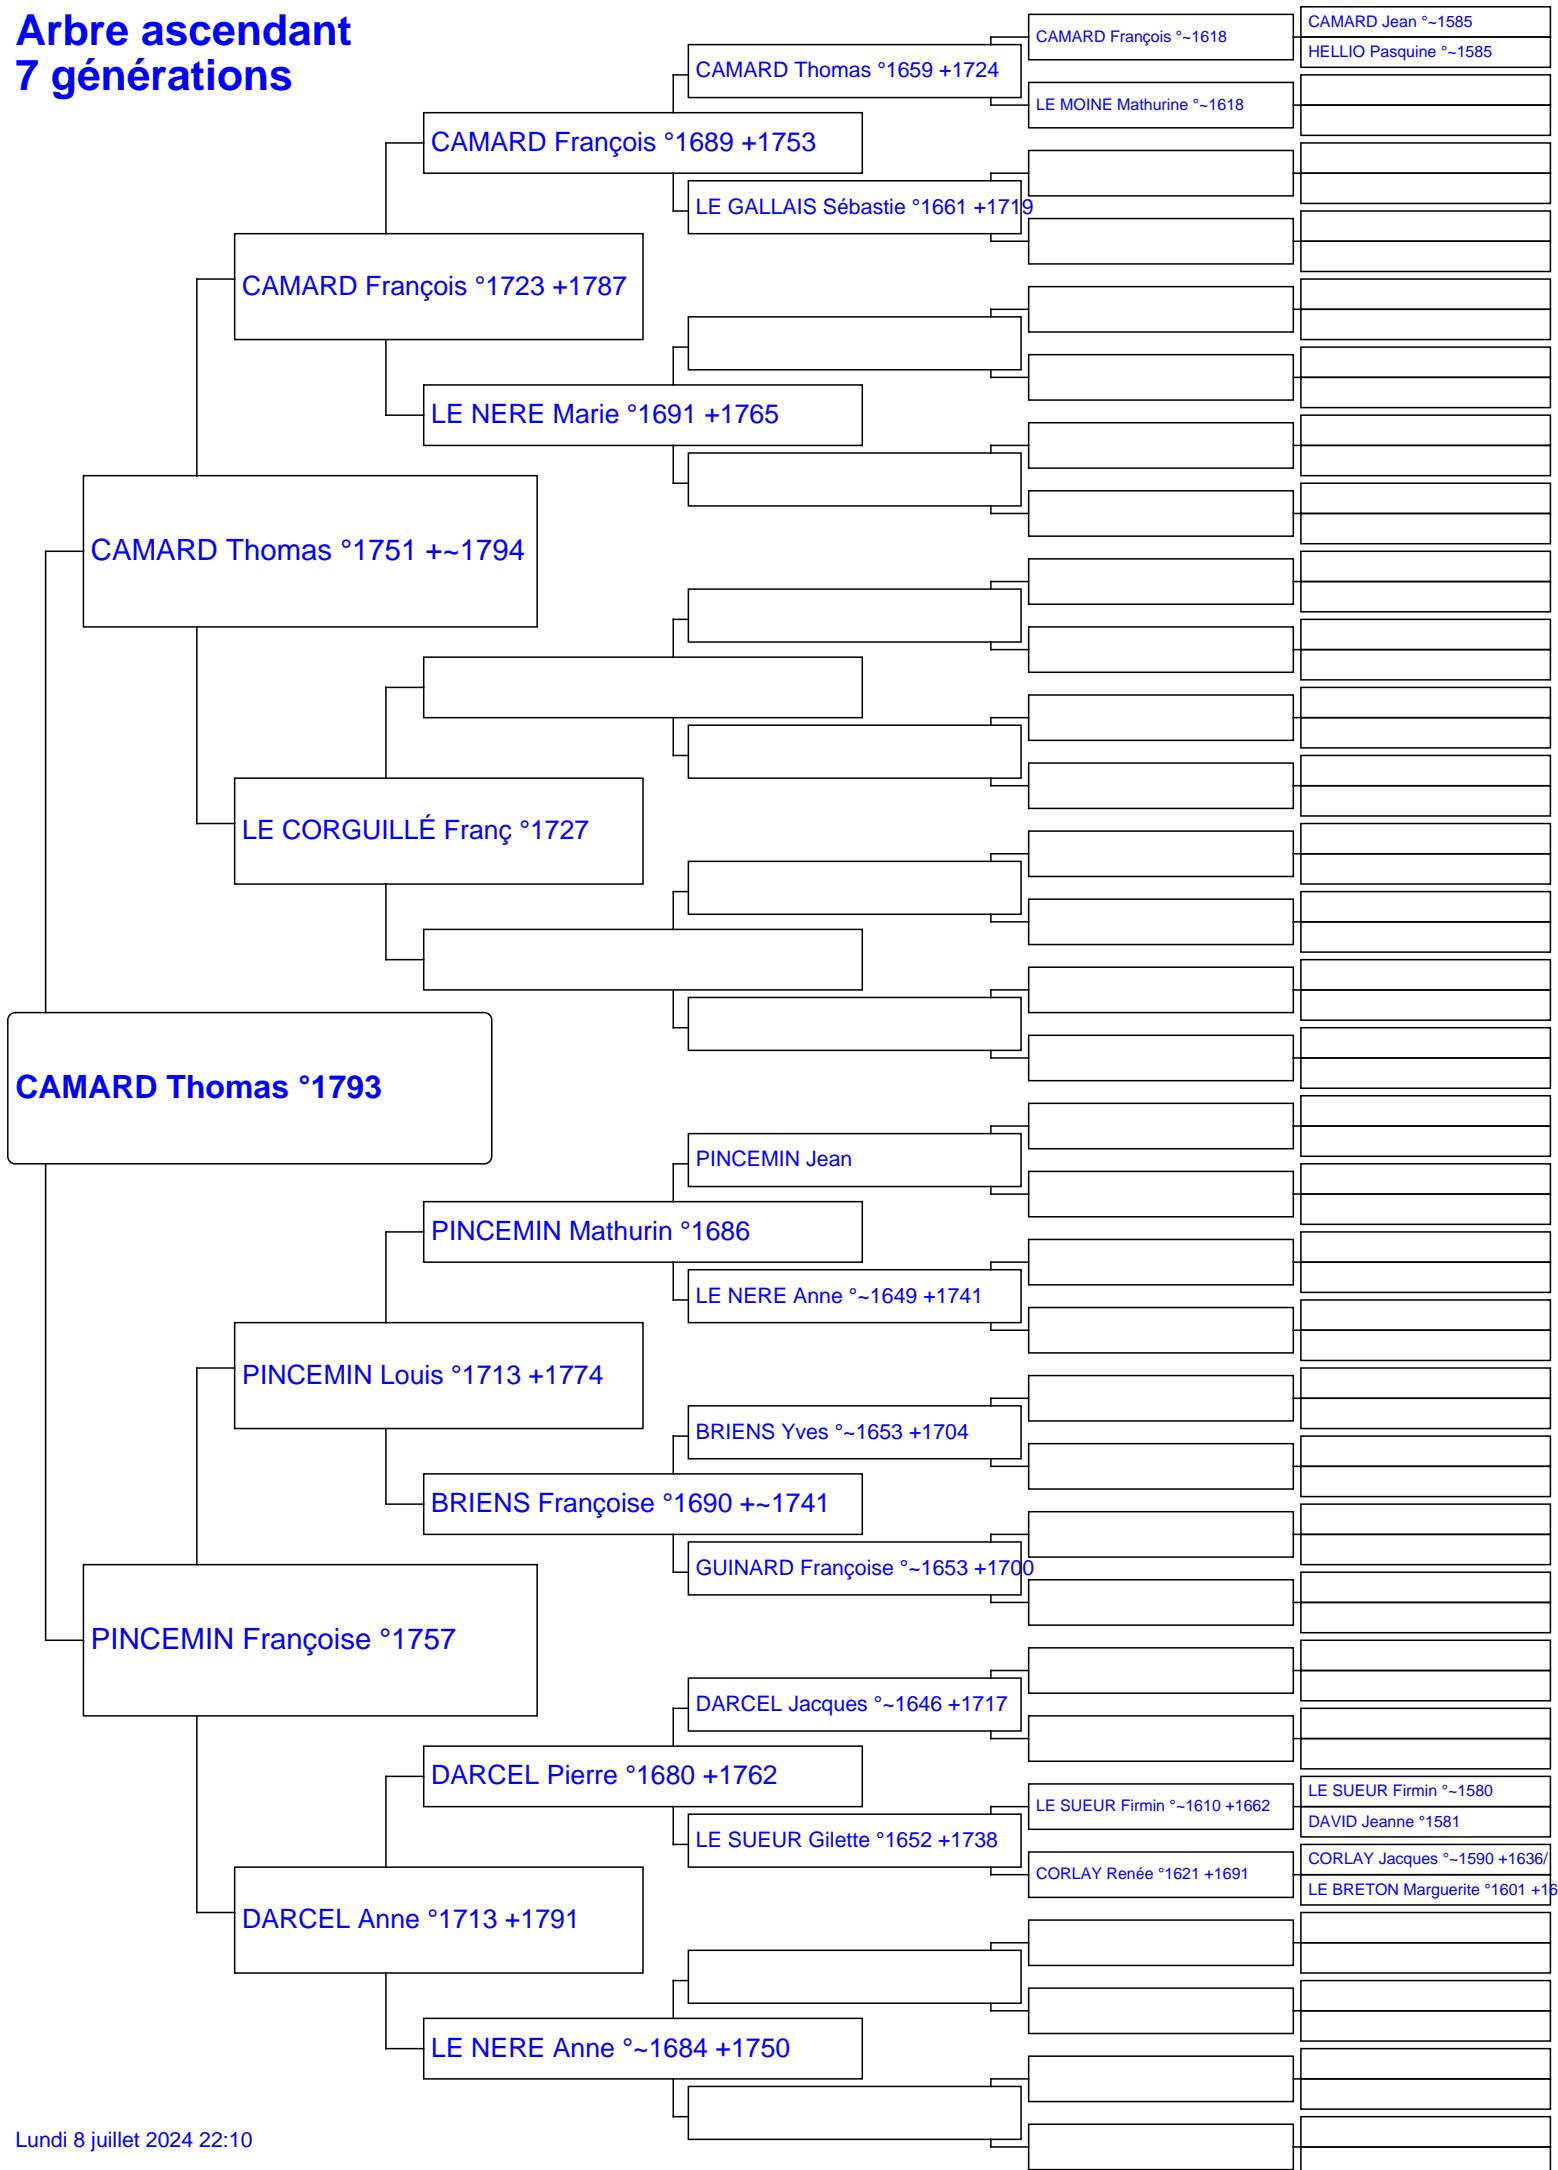 Arbre ascendant
7 générations
CAMARD Jean °~1585
CAMARD François °~1618
HELLIO Pasquine °~1585
CAMARD Thomas °1659 +1724
LE MOINE Mathurine °~1618
CAMARD François °1689 +1753
LE GALLAIS Sébastie °1661 +1719
CAMARD François °1723 +1787
LE NERE Marie °1691 +1765
CAMARD Thomas °1751 +~1794
LE CORGUILLÉ Franç °1727
CAMARD Thomas °1793
PINCEMIN Jean
PINCEMIN Mathurin °1686
LE NERE Anne °~1649 +1741
PINCEMIN Louis °1713 +1774
BRIENS Yves °~1653 +1704
BRIENS Françoise °1690 +~1741
GUINARD Françoise °~1653 +1700
PINCEMIN Françoise °1757
DARCEL Jacques °~1646 +1717
DARCEL Pierre °1680 +1762
LE SUEUR Firmin °~1580
LE SUEUR Firmin °~1610 +1662
DAVID Jeanne °1581
LE SUEUR Gilette °1652 +1738
CORLAY Jacques °~1590 +1636/
CORLAY Renée °1621 +1691
LE BRETON Marguerite °1601 +16
DARCEL Anne °1713 +1791
LE NERE Anne °~1684 +1750
Lundi 8 juillet 2024 22:10